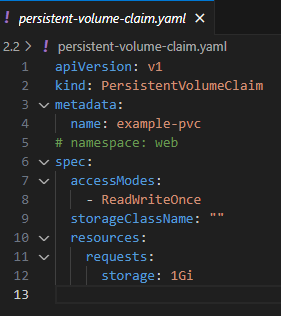 ! persistent-volume-claim.yaml ×
2.2 > ! persistent-volume-claim.yaml
1 apiVersion: v1
2 kind: PersistentVolumeClaim
3 metadata:
4   name: example-pvc
5 # namespace: web
6 spec:
7   accessModes:
8     - ReadWriteOnce
9   storageClassName: ""
10   resources:
11     requests:
12       storage: 1Gi
13